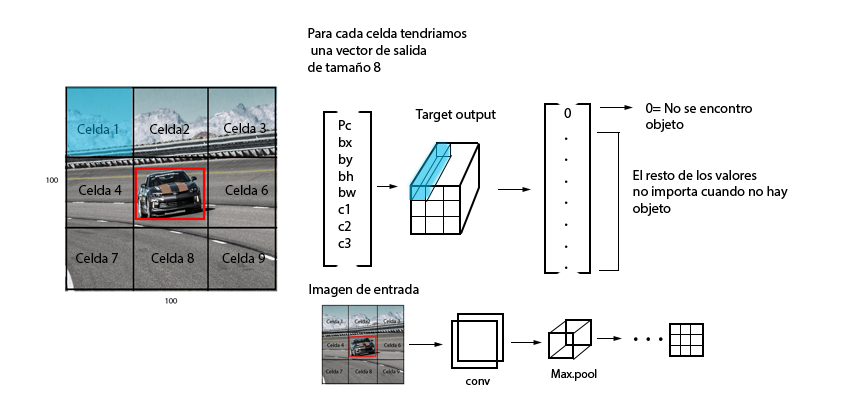 Para cada celda tendriamos
una vector de salida
de tamaño 8
Celda 1
Celda2
Celda 3
Celda 4
Celda 6
Celda 7
Celda 8
Celda 9
100
100
Pc
bx
by
bh
bw
c1
c2
c3
Target output
0
.
.
.
.
.
.
.
0= No se encontro
objeto
El resto de los valores
no importa cuando no hay
objeto
Imagen de entrada
Celda 1
Celda2
Celda 3
Celda 4
Celda 6
Celda 7
Celda 8
Celda 9
conv
Max.pool
. . .